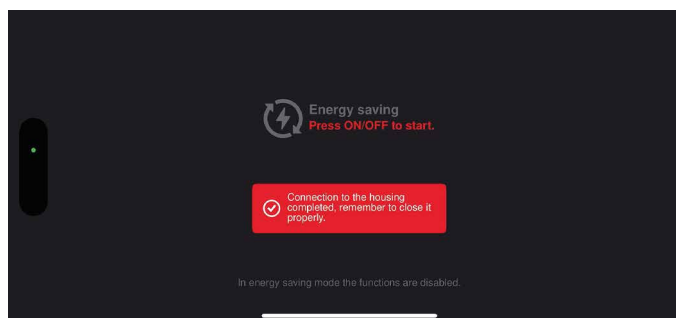 Energy saving
Press ON/OFF to start.
Connection to the housing
completed, remember to close it
properly.
In energy saving mode the functions are disabled.